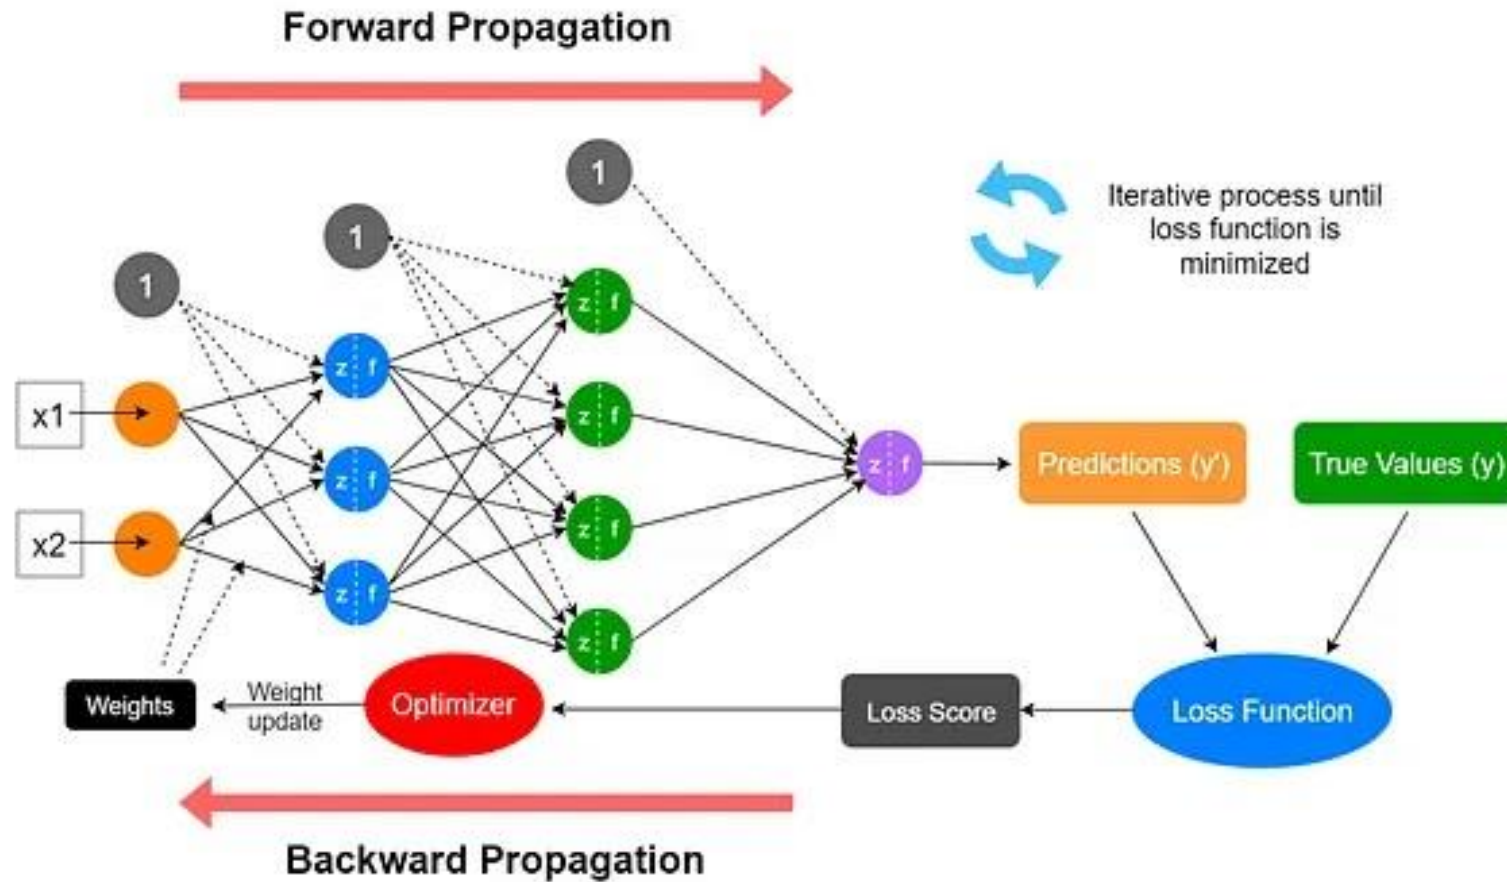 Forward Propagation
1
Iterative process until
loss function is
minimized
1
1
z f
z f
x1
z f
z f
z f
Predictions (y')
True Values (y)
z f
x2
z f
z f
Weights
Weight
update
Optimizer
Loss Score
Loss Function
Backward Propagation